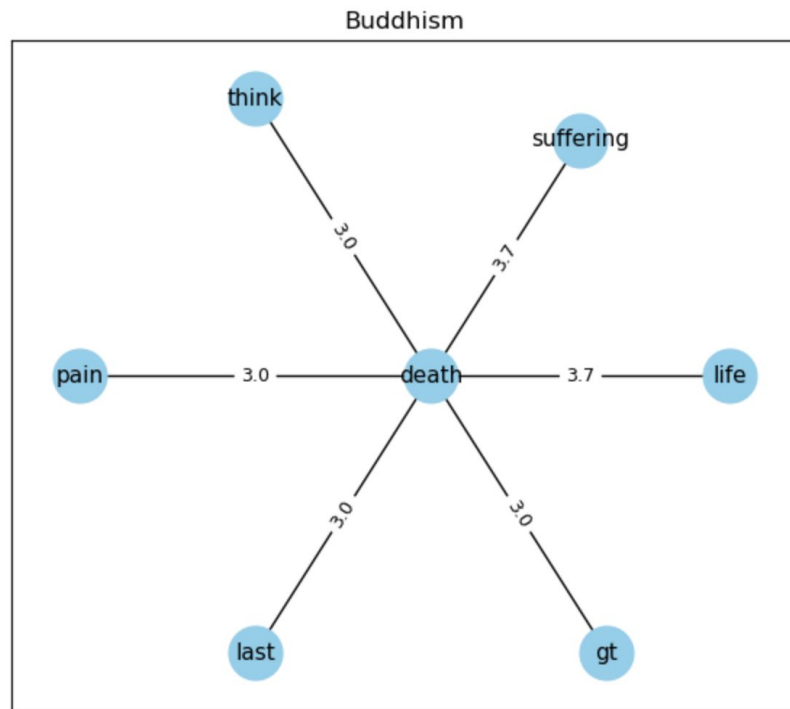 Buddhism
think
suffering
3.0
3.7
pain
3.0
death
3.7
life
3.0
3.0
last
gt